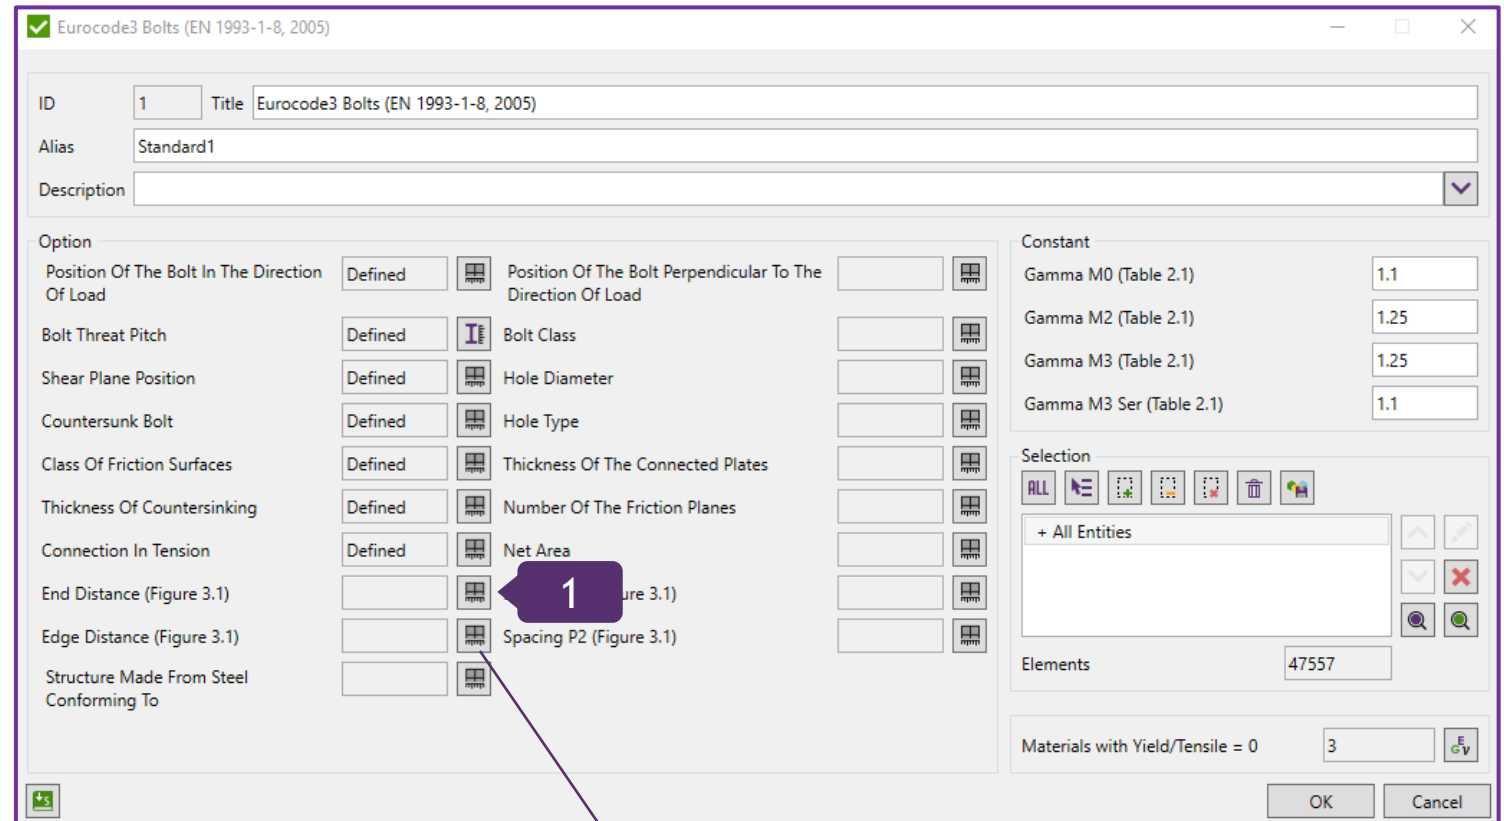 Eurocode3 Bolts (EN 1993-1-8, 2005)
ID 1 Title Eurocode3 Bolts (EN 1993-1-8, 2005)
Alias Standard1
Description
Option
Position Of The Bolt In The Direction Of Load Defined
Position Of The Bolt Perpendicular To The Direction Of Load
Bolt Threat Pitch Defined Bolt Class
Shear Plane Position Defined Hole Diameter
Countersunk Bolt Defined Hole Type
Class Of Friction Surfaces Defined Thickness Of The Connected Plates
Thickness Of Countersinking Defined Number Of The Friction Planes
Connection In Tension Defined Net Area
End Distance (Figure 3.1) 1 ure 3.1)
Edge Distance (Figure 3.1) Spacing P2 (Figure 3.1)
Structure Made From Steel
Conforming To
Constant
Gamma M0 (Table 2.1) 1.1
Gamma M2 (Table 2.1) 1.25
Gamma M3 (Table 2.1) 1.25
Gamma M3 Ser (Table 2.1) 1.1
Selection
ALL
+ All Entities
Elements 47557
Materials with Yield/Tensile = 0 3 E G V
S OK Cancel